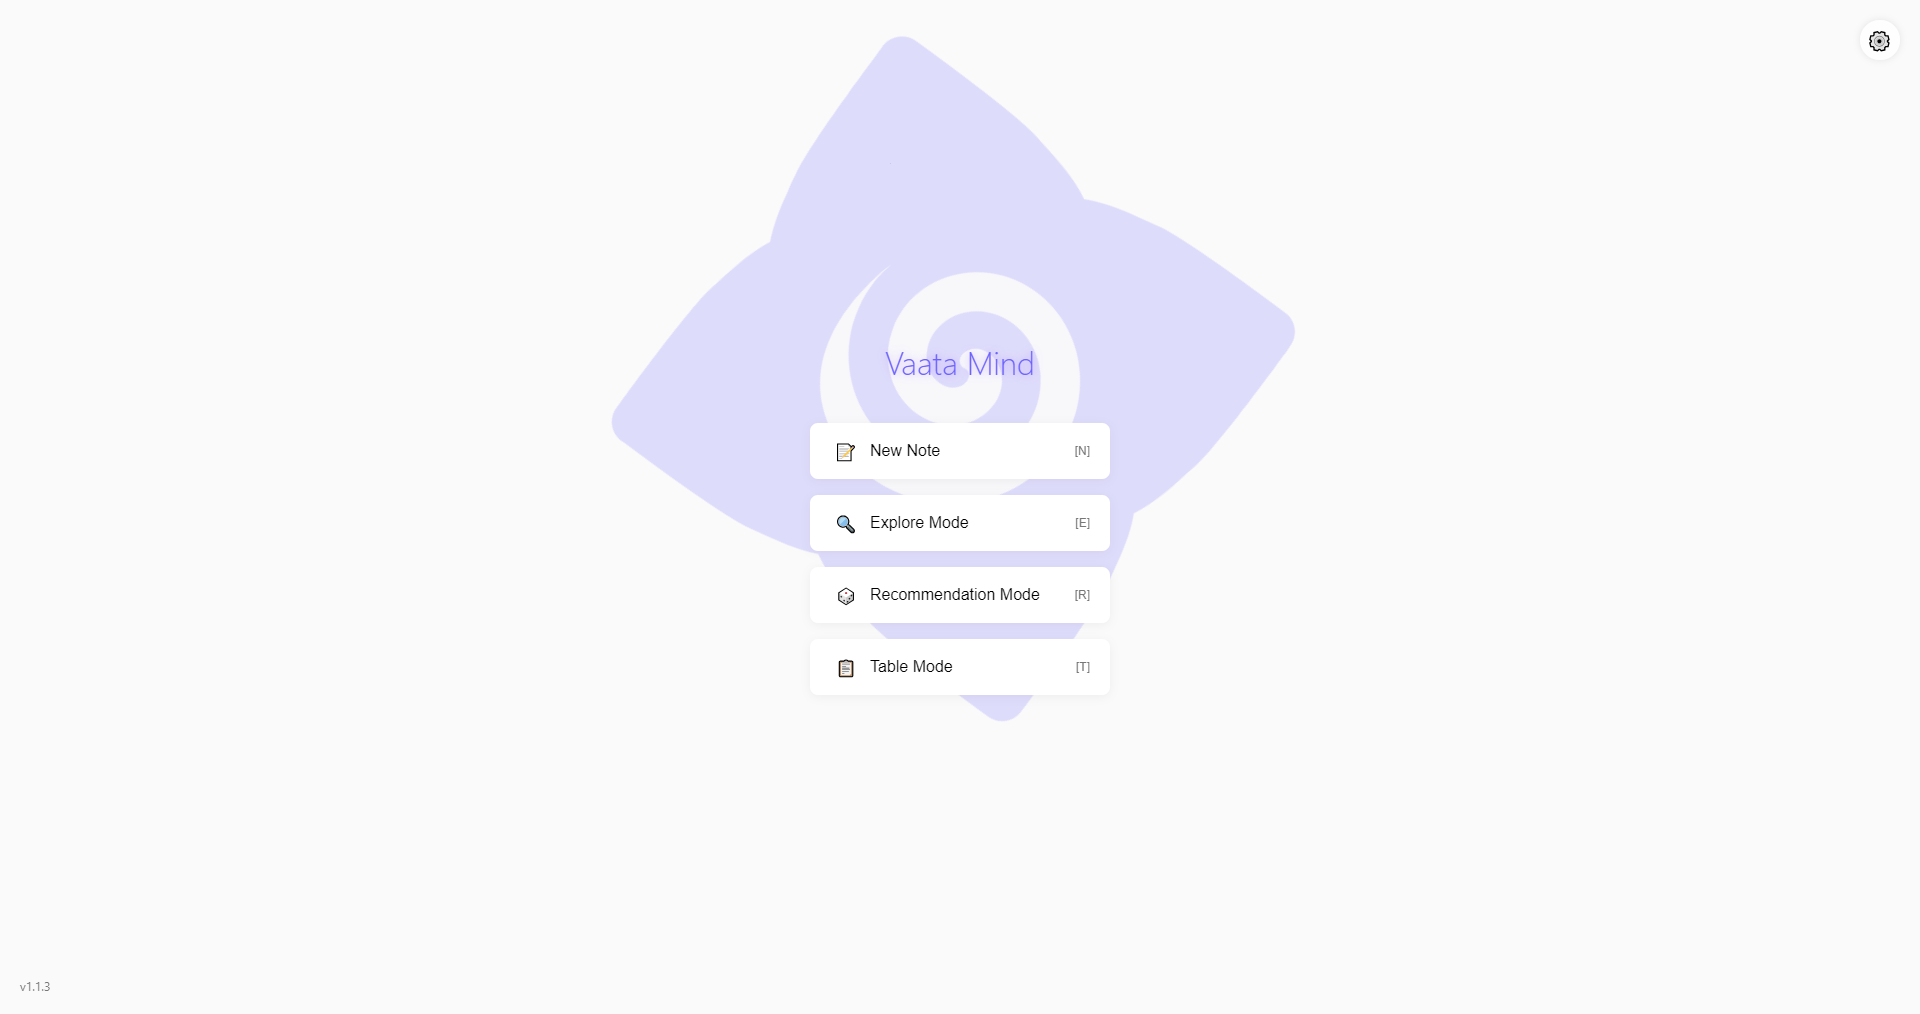 Vaata Mind
New Note [N]
Explore Mode [E]
Recommendation Mode [R]
Table Mode [T]
v1.1.3